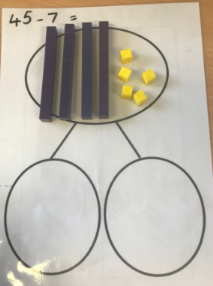 45 - 7 =